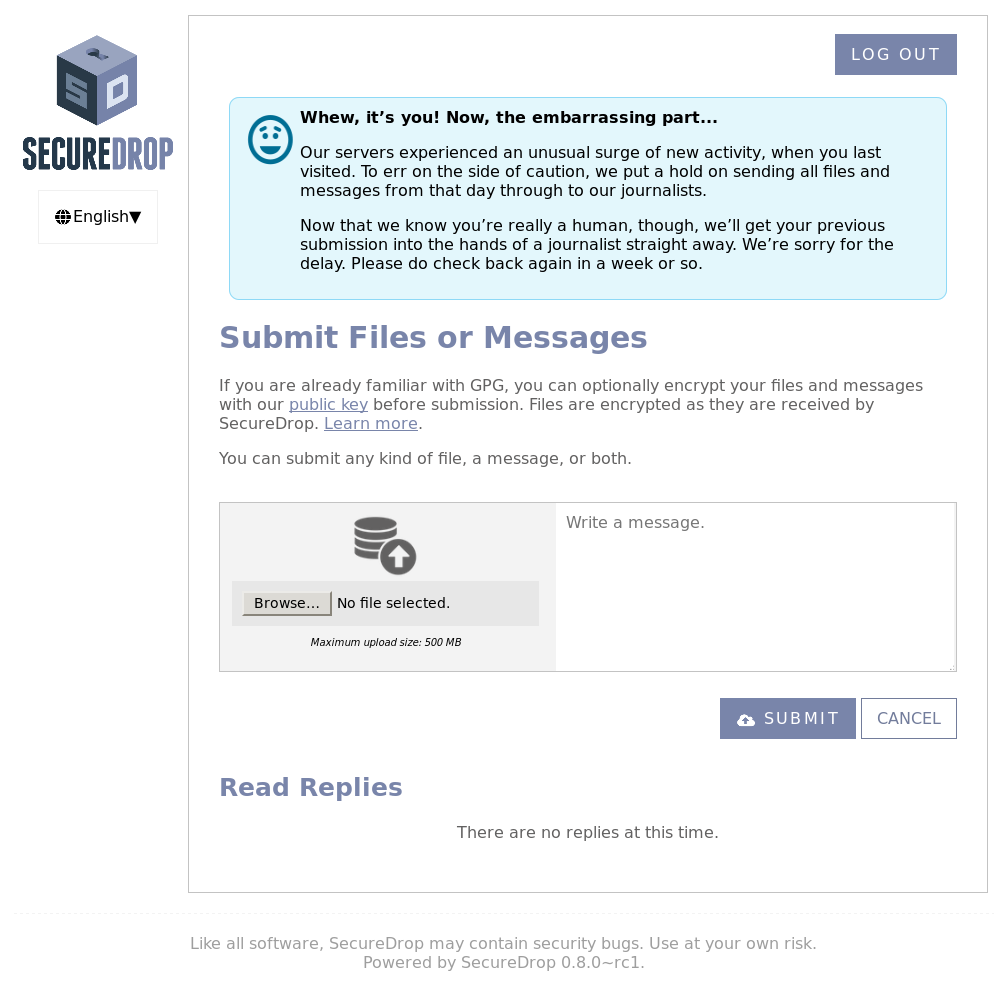 SD
SECUREDROP
English▼
LOG OUT
Whew, it’s you! Now, the embarrassing part...
Our servers experienced an unusual surge of new activity, when you last
visited. To err on the side of caution, we put a hold on sending all files and
messages from that day through to our journalists.
Now that we know you’re really a human, though, we’ll get your previous
submission into the hands of a journalist straight away. We’re sorry for the
delay. Please do check back again in a week or so.
Submit Files or Messages
If you are already familiar with GPG, you can optionally encrypt your files and messages
with our public key before submission. Files are encrypted as they are received by
SecureDrop. Learn more.
You can submit any kind of file, a message, or both.
Write a message.
Browse... No file selected.
Maximum upload size: 500 MB
SUBMIT CANCEL
Read Replies
There are no replies at this time.
Like all software, SecureDrop may contain security bugs. Use at your own risk.
Powered by SecureDrop 0.8.0~rc1.